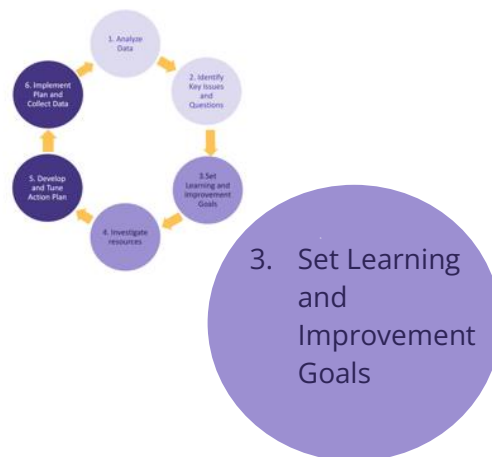 1. Analyze
Data
2. Identify
Key Issues
and
Questions
3.Set
Learning and
Improvement
Goals
4. Investigate
resources
5. Develop
and Tune
Action Plan
6. Implement
Plan and
Collect Data
3. Set Learning
and
Improvement
Goals